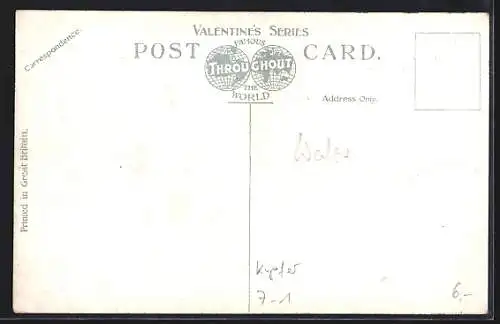 VALENTINE'S SERIES
FAMOUS
POST CARD.
THROUGHOUT
THE
WORLD
Correspondence.
Address Only.
Printed in Great Britain.
Wales
Kupfer
7-1
6,-